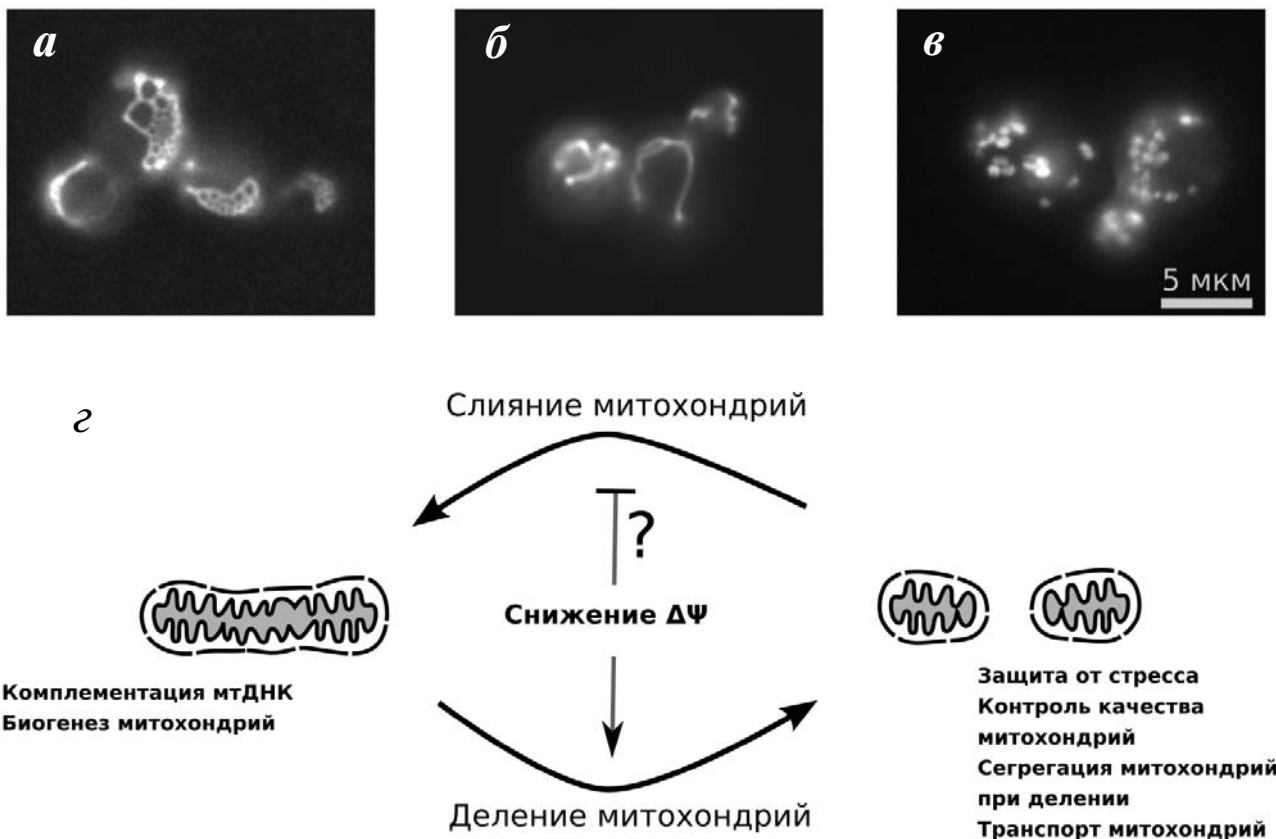 а
б
в
5 мкм
г
Слияние митохондрий
?
Снижение ΔΨ
Комплементация мтДНК
Биогенез митохондрий
Защита от стресса
Контроль качества
митохондрий
Сегрегация митохондрий
при делении
Транспорт митохондрий
Деление митохондрий